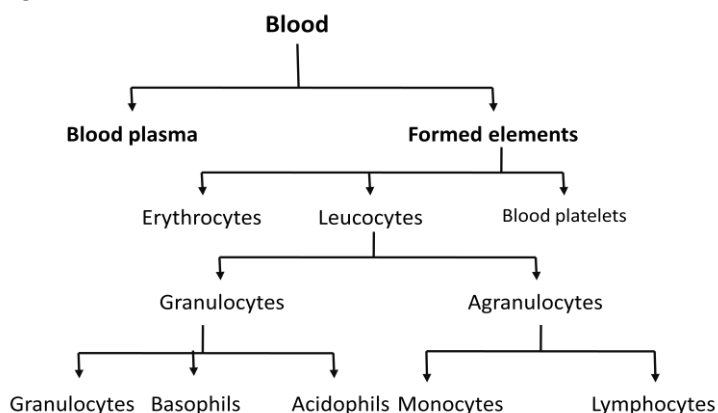 Blood
Blood plasma Formed elements
Erythrocytes Leucocytes Blood platelets
Granulocytes Agranulocytes
Granulocytes Basophils Acidophils Monocytes Lymphocytes